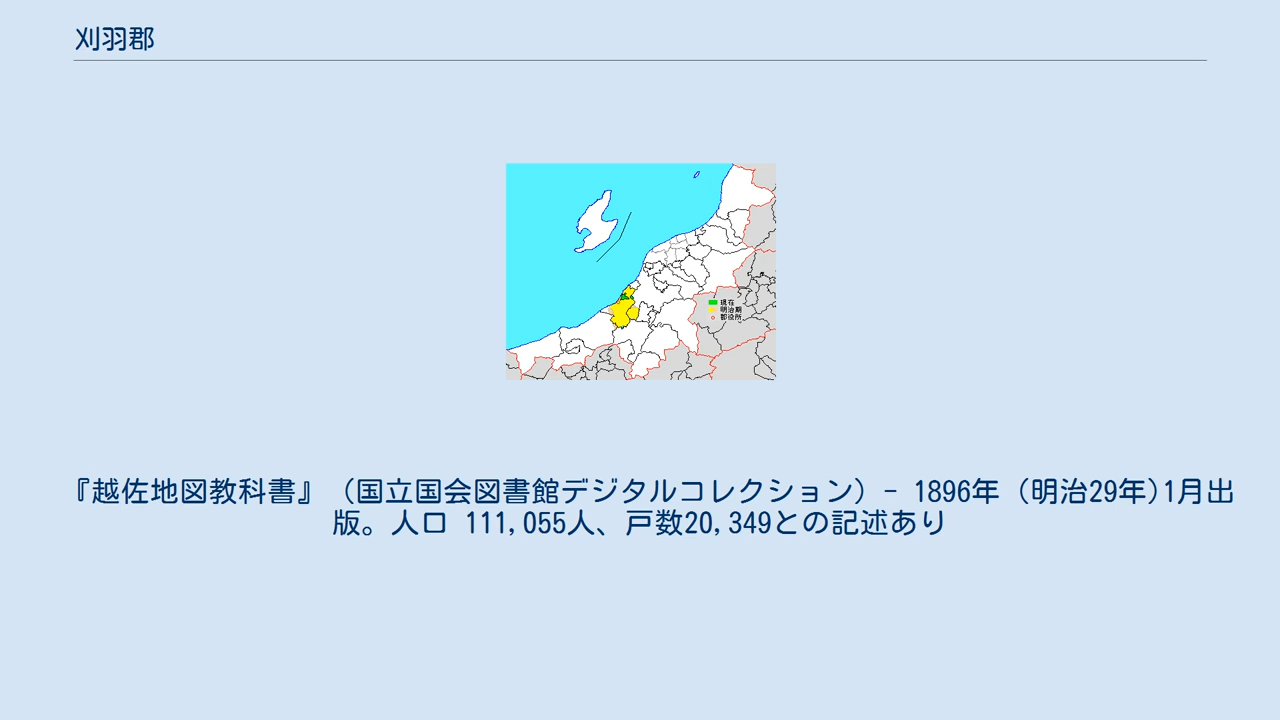 刈羽郡
現在
明治期
郡役所
『越佐地図教科書』（国立国会図書館デジタルコレクション）- 1896年（明治29年)1月出
版。人口 111,055人、戸数20,349との記述あり